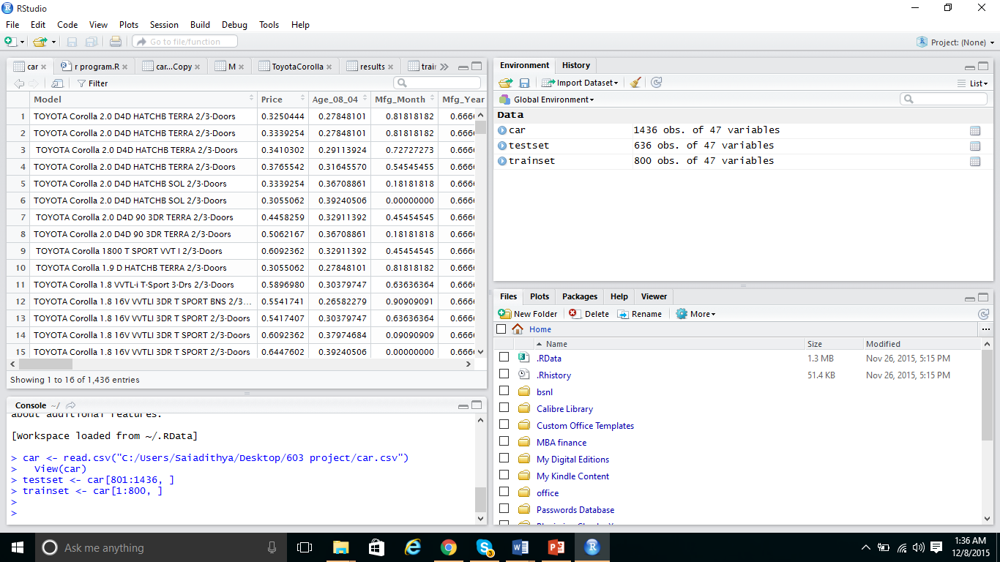 RStudio
File Edit Code View Plots Session Build Debug Tools Help
Go to file/function
Project: (None)
car
r program.R
car...Copy
M
ToyotaCorolla
results
trair
Filter
Model Price Age_08_04 Mfg_Month Mfg_Year
1 TOYOTA Corolla 2.0 D4D HATCHB TERRA 2/3-Doors 0.3250444 0.27848101 0.81818182 0.6666
2 TOYOTA Corolla 2.0 D4D HATCHB TERRA 2/3-Doors 0.3339254 0.27848101 0.81818182 0.6666
3 TOYOTA Corolla 2.0 D4D HATCHB TERRA 2/3-Doors 0.3410302 0.29113924 0.72727273 0.6666
4 TOYOTA Corolla 2.0 D4D HATCHB TERRA 2/3-Doors 0.3765542 0.31645570 0.54545455 0.6666
5 TOYOTA Corolla 2.0 D4D HATCHB SOL 2/3-Doors 0.3339254 0.36708861 0.18181818 0.6666
6 TOYOTA Corolla 2.0 D4D HATCHB SOL 2/3-Doors 0.3055062 0.39240506 0.00000000 0.6666
7 TOYOTA Corolla 2.0 D4D 90 3DR TERRA 2/3-Doors 0.4458259 0.32911392 0.45454545 0.6666
8 TOYOTA Corolla 2.0 D4D 90 3DR TERRA 2/3-Doors 0.5062167 0.36708861 0.18181818 0.6666
9 TOYOTA Corolla 1800 T SPORT VVT I 2/3-Doors 0.6092362 0.32911392 0.45454545 0.6666
10 TOYOTA Corolla 1.9 D HATCHB TERRA 2/3-Doors 0.3055062 0.27848101 0.81818182 0.6666
11 TOYOTA Corolla 1.8 VVTL-i T-Sport 3-Drs 2/3-Doors 0.5896980 0.30379747 0.63636364 0.6666
12 TOYOTA Corolla 1.8 16V VVTLI 3DR T SPORT BNS 2/3... 0.5541741 0.26582279 0.90909091 0.6666
13 TOYOTA Corolla 1.8 16V VVTLI 3DR T SPORT 2/3-Doors 0.5417407 0.30379747 0.63636364 0.6666
14 TOYOTA Corolla 1.8 16V VVTLI 3DR T SPORT 2/3-Doors 0.6092362 0.37974684 0.09090909 0.6666
15 TOYOTA Corolla 1.8 16V VVTLI 3DR T SPORT 2/3-Doors 0.6447602 0.39240506 0.00000000 0.6666
Showing 1 to 16 of 1,436 entries
Console ~/
about additional features.
[Workspace loaded from ~/.RData]
> car <- read.csv("C:/Users/Saiadithya/Desktop/603 project/car.csv")
> View(car)
> testset <- car[801:1436, ]
> trainset <- car[1:800, ]
>
>
Environment History
Import Dataset
List
Global Environment
Data
car 1436 obs. of 47 variables
testset 636 obs. of 47 variables
trainset 800 obs. of 47 variables
Files Plots Packages Help Viewer
New Folder Delete Rename More
Home
...
Name Size Modified
.RData 1.3 MB Nov 26, 2015, 5:15 PM
.Rhistory 51.4 KB Nov 26, 2015, 5:15 PM
bsnl
Calibre Library
Custom Office Templates
MBA finance
My Digital Editions
My Kindle Content
office
Passwords Database
Ask me anything
3
1:36 AM
12/8/2015